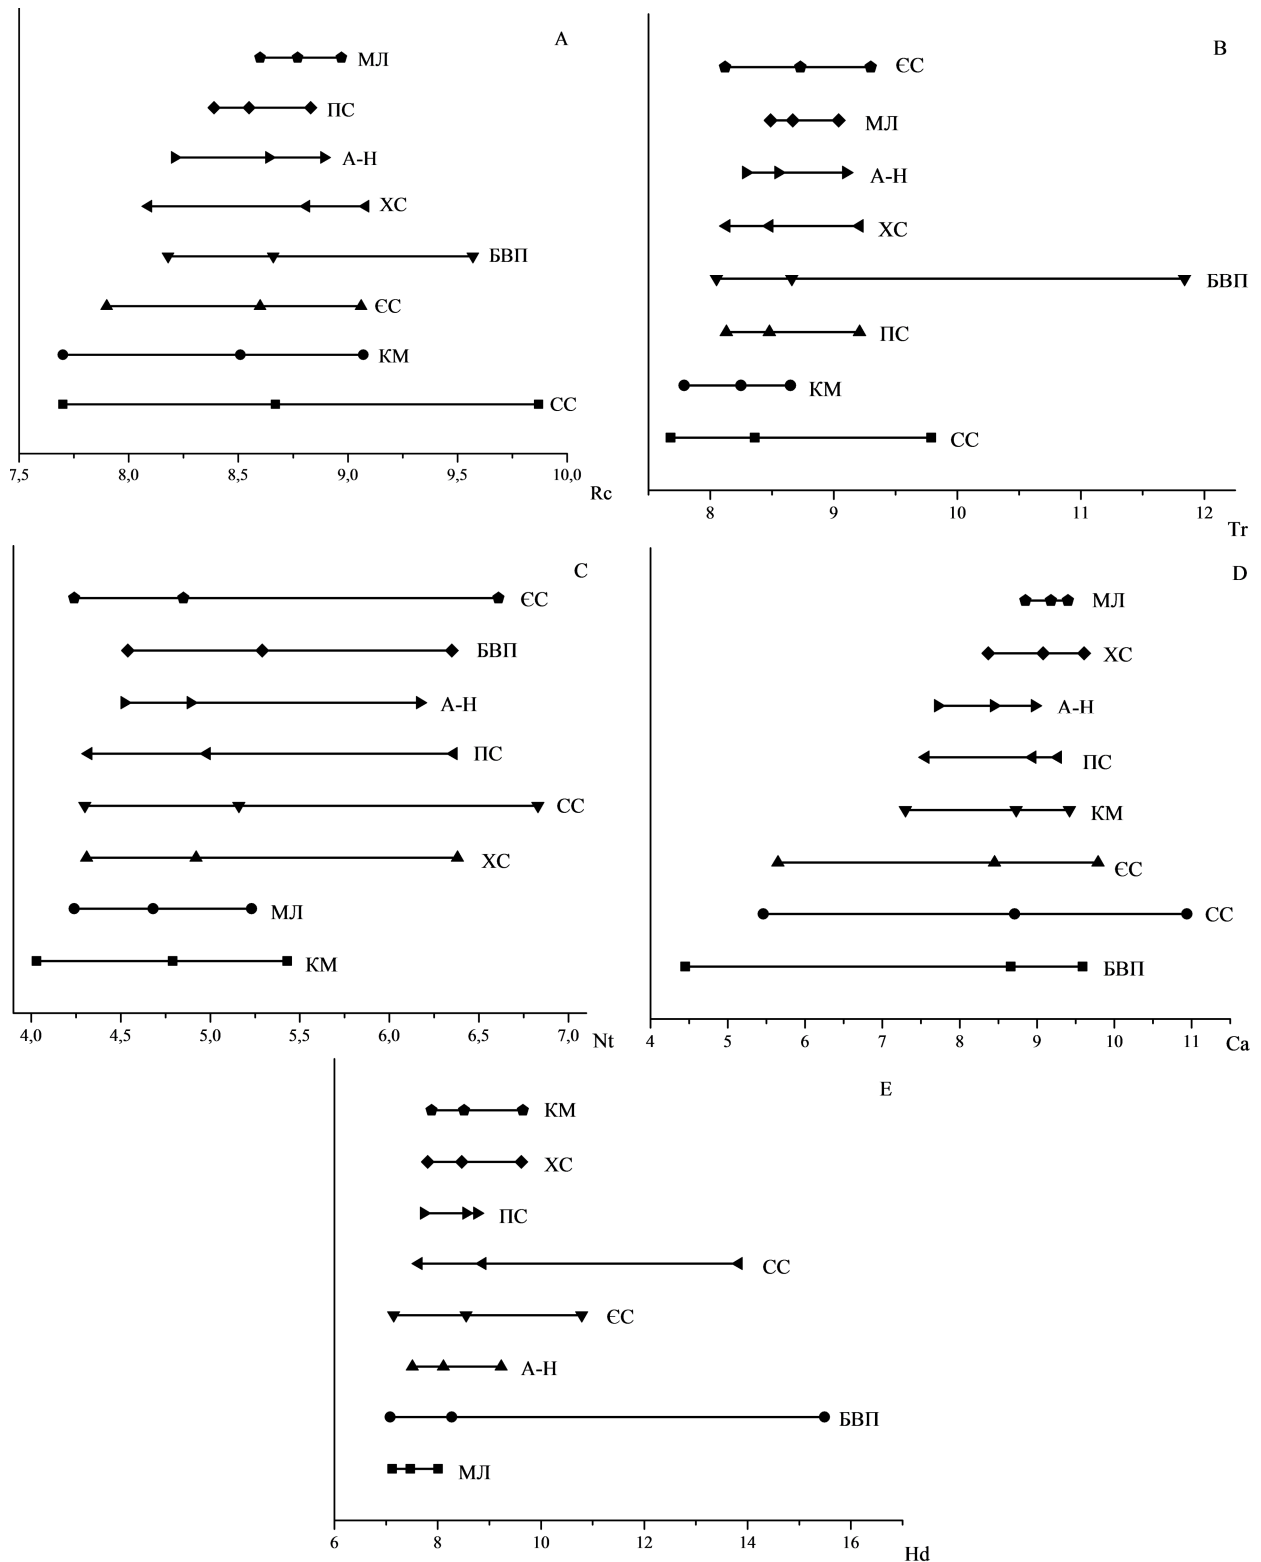 A
МЛ
ПС
А-Н
ХС
БВП
ЄС
КМ
СС
7,5 8,0 8,5 9,0 9,5 10,0
Rc
B
ЄС
МЛ
А-Н
ХС
БВП
ПС
КМ
СС
8 9 10 11 12
Tr
C
ЄС
БВП
А-Н
ПС
СС
ХС
МЛ
КМ
4,0 4,5 5,0 5,5 6,0 6,5 7,0
Nt
D
МЛ
ХС
А-Н
ПС
КМ
ЄС
СС
БВП
4 5 6 7 8 9 10 11
Ca
E
КМ
ХС
ПС
СС
ЄС
А-Н
БВП
МЛ
6 8 10 12 14 16
Hd